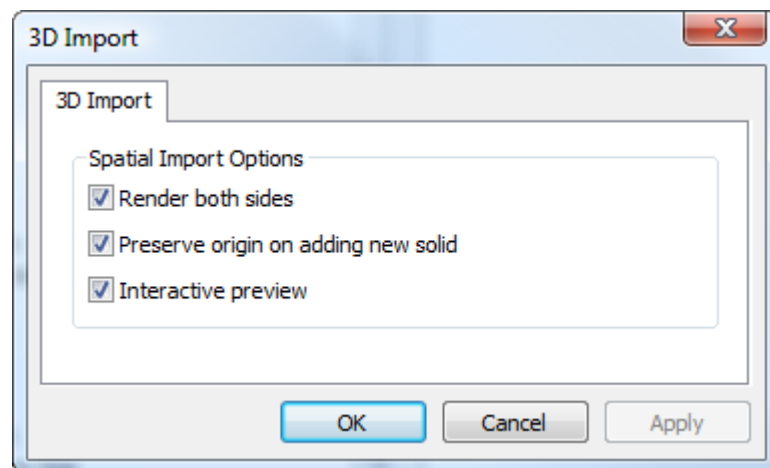 3D Import
3D Import
Spatial Import Options
Render both sides
Preserve origin on adding new solid
Interactive preview
OK Cancel Apply